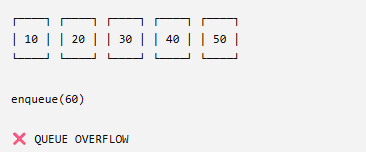 | 10 | | 20 | | 30 | | 40 | | 50 |
enqueue(60)
❌ QUEUE OVERFLOW